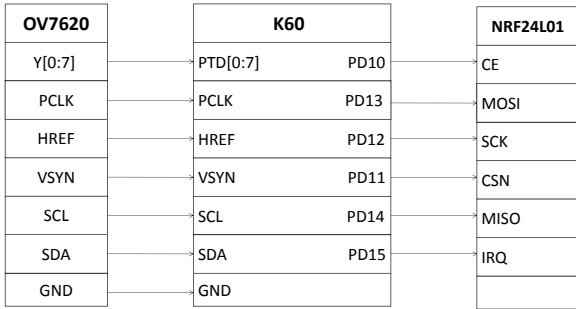 OV7620 K60 NRF24L01
Y[0:7] PTD[0:7] PD10 CE
PCLK PCLK PD13 MOSI
HREF HREF PD12 SCK
VSYN VSYN PD11 CSN
SCL SCL PD14 MISO
SDA SDA PD15 IRQ
GND GND